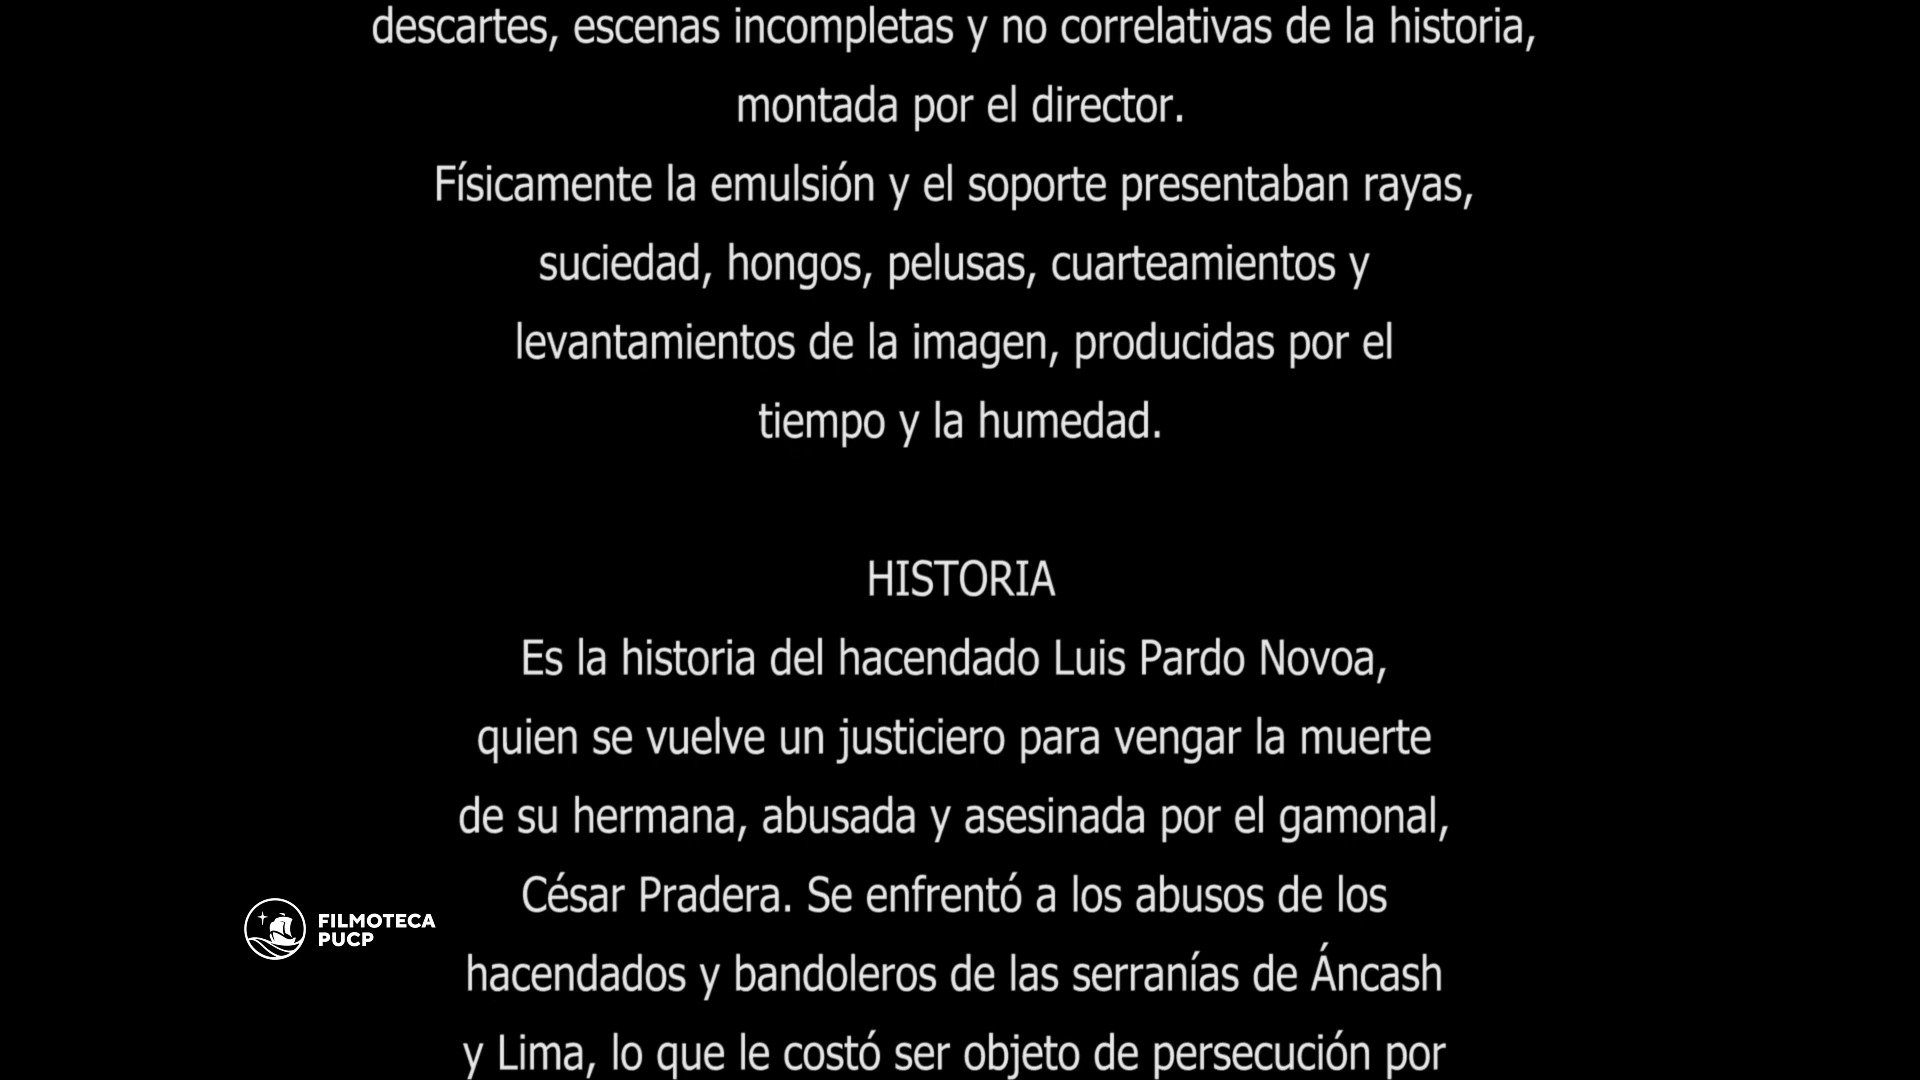 descartes, escenas incompletas y no correlativas de la historia,
montada por el director.
Físicamente la emulsión y el soporte presentaban rayas,
suciedad, hongos, pelusas, cuarteamientos y
levantamientos de la imagen, producidas por el
tiempo y la humedad.
HISTORIA
Es la historia del hacendado Luis Pardo Novoa,
quien se vuelve un justiciero para vengar la muerte
de su hermana, abusada y asesinada por el gamonal,
César Pradera. Se enfrentó a los abusos de los
hacendados y bandoleros de las serranías de Áncash
y Lima, lo que le costó ser objeto de persecución por
FILMOTECA
PUCP